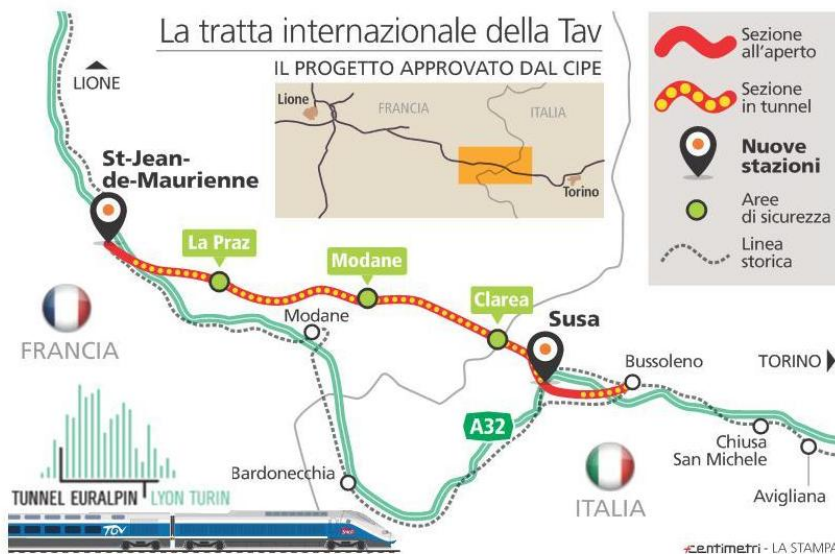 La tratta internazionale della Tav
IL PROGETTO APPROVATO DAL CIPE
LIONE
Lione
FRANCIA
ITALIA
Torino
Sezione
all'aperto
Sezione
in tunnel
Nuove
stazioni
Aree
di sicurezza
Linea
storica
St-Jean-
de-Maurienne
La Praz
Modane
Clarea
Susa
Modane
Bussoleno
TORINO
FRANCIA
A32
Chiusa
San Michele
Avigliana
Bardonecchia
ITALIA
TUNNEL EURALPIN LYON TURIN
TGV
centimetri - LA STAMPA